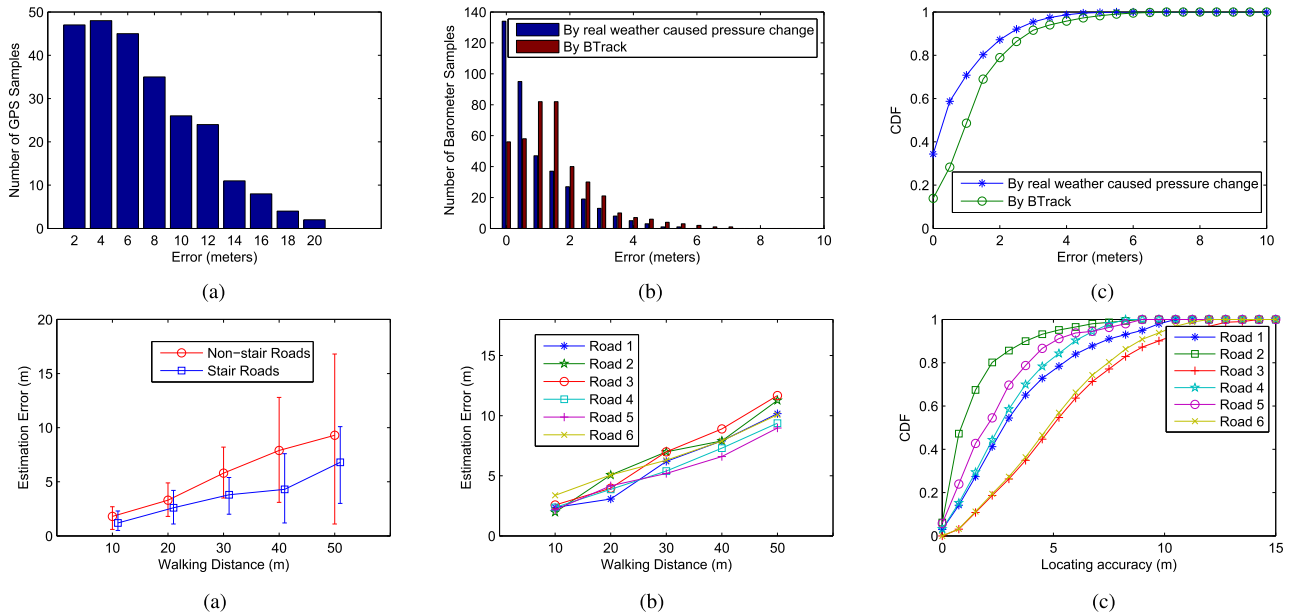 50
40
30
20
10
0
Number of GPS Samples
2 4 6 8 10 12 14 16 18 20
Error (meters)
(a)
140
120
100
80
60
40
20
0
Number of Barometer Samples
By real weather caused pressure change
By BTrack
0 2 4 6 8 10
Error (meters)
(b)
1
0.8
0.6
0.4
0.2
0
CDF
By real weather caused pressure change
By BTrack
0 2 4 6 8 10
Error (meters)
(c)
20
15
10
5
0
Estimation Error (m)
Non−stair Roads
Stair Roads
10 20 30 40 50
Walking Distance (m)
(a)
15
10
5
0
Estimation Error (m)
Road 1
Road 2
Road 3
Road 4
Road 5
Road 6
10 20 30 40 50
Walking Distance (m)
(b)
1
0.8
0.6
0.4
0.2
0
CDF
Road 1
Road 2
Road 3
Road 4
Road 5
Road 6
0 5 10 15
Locating accuracy (m)
(c)